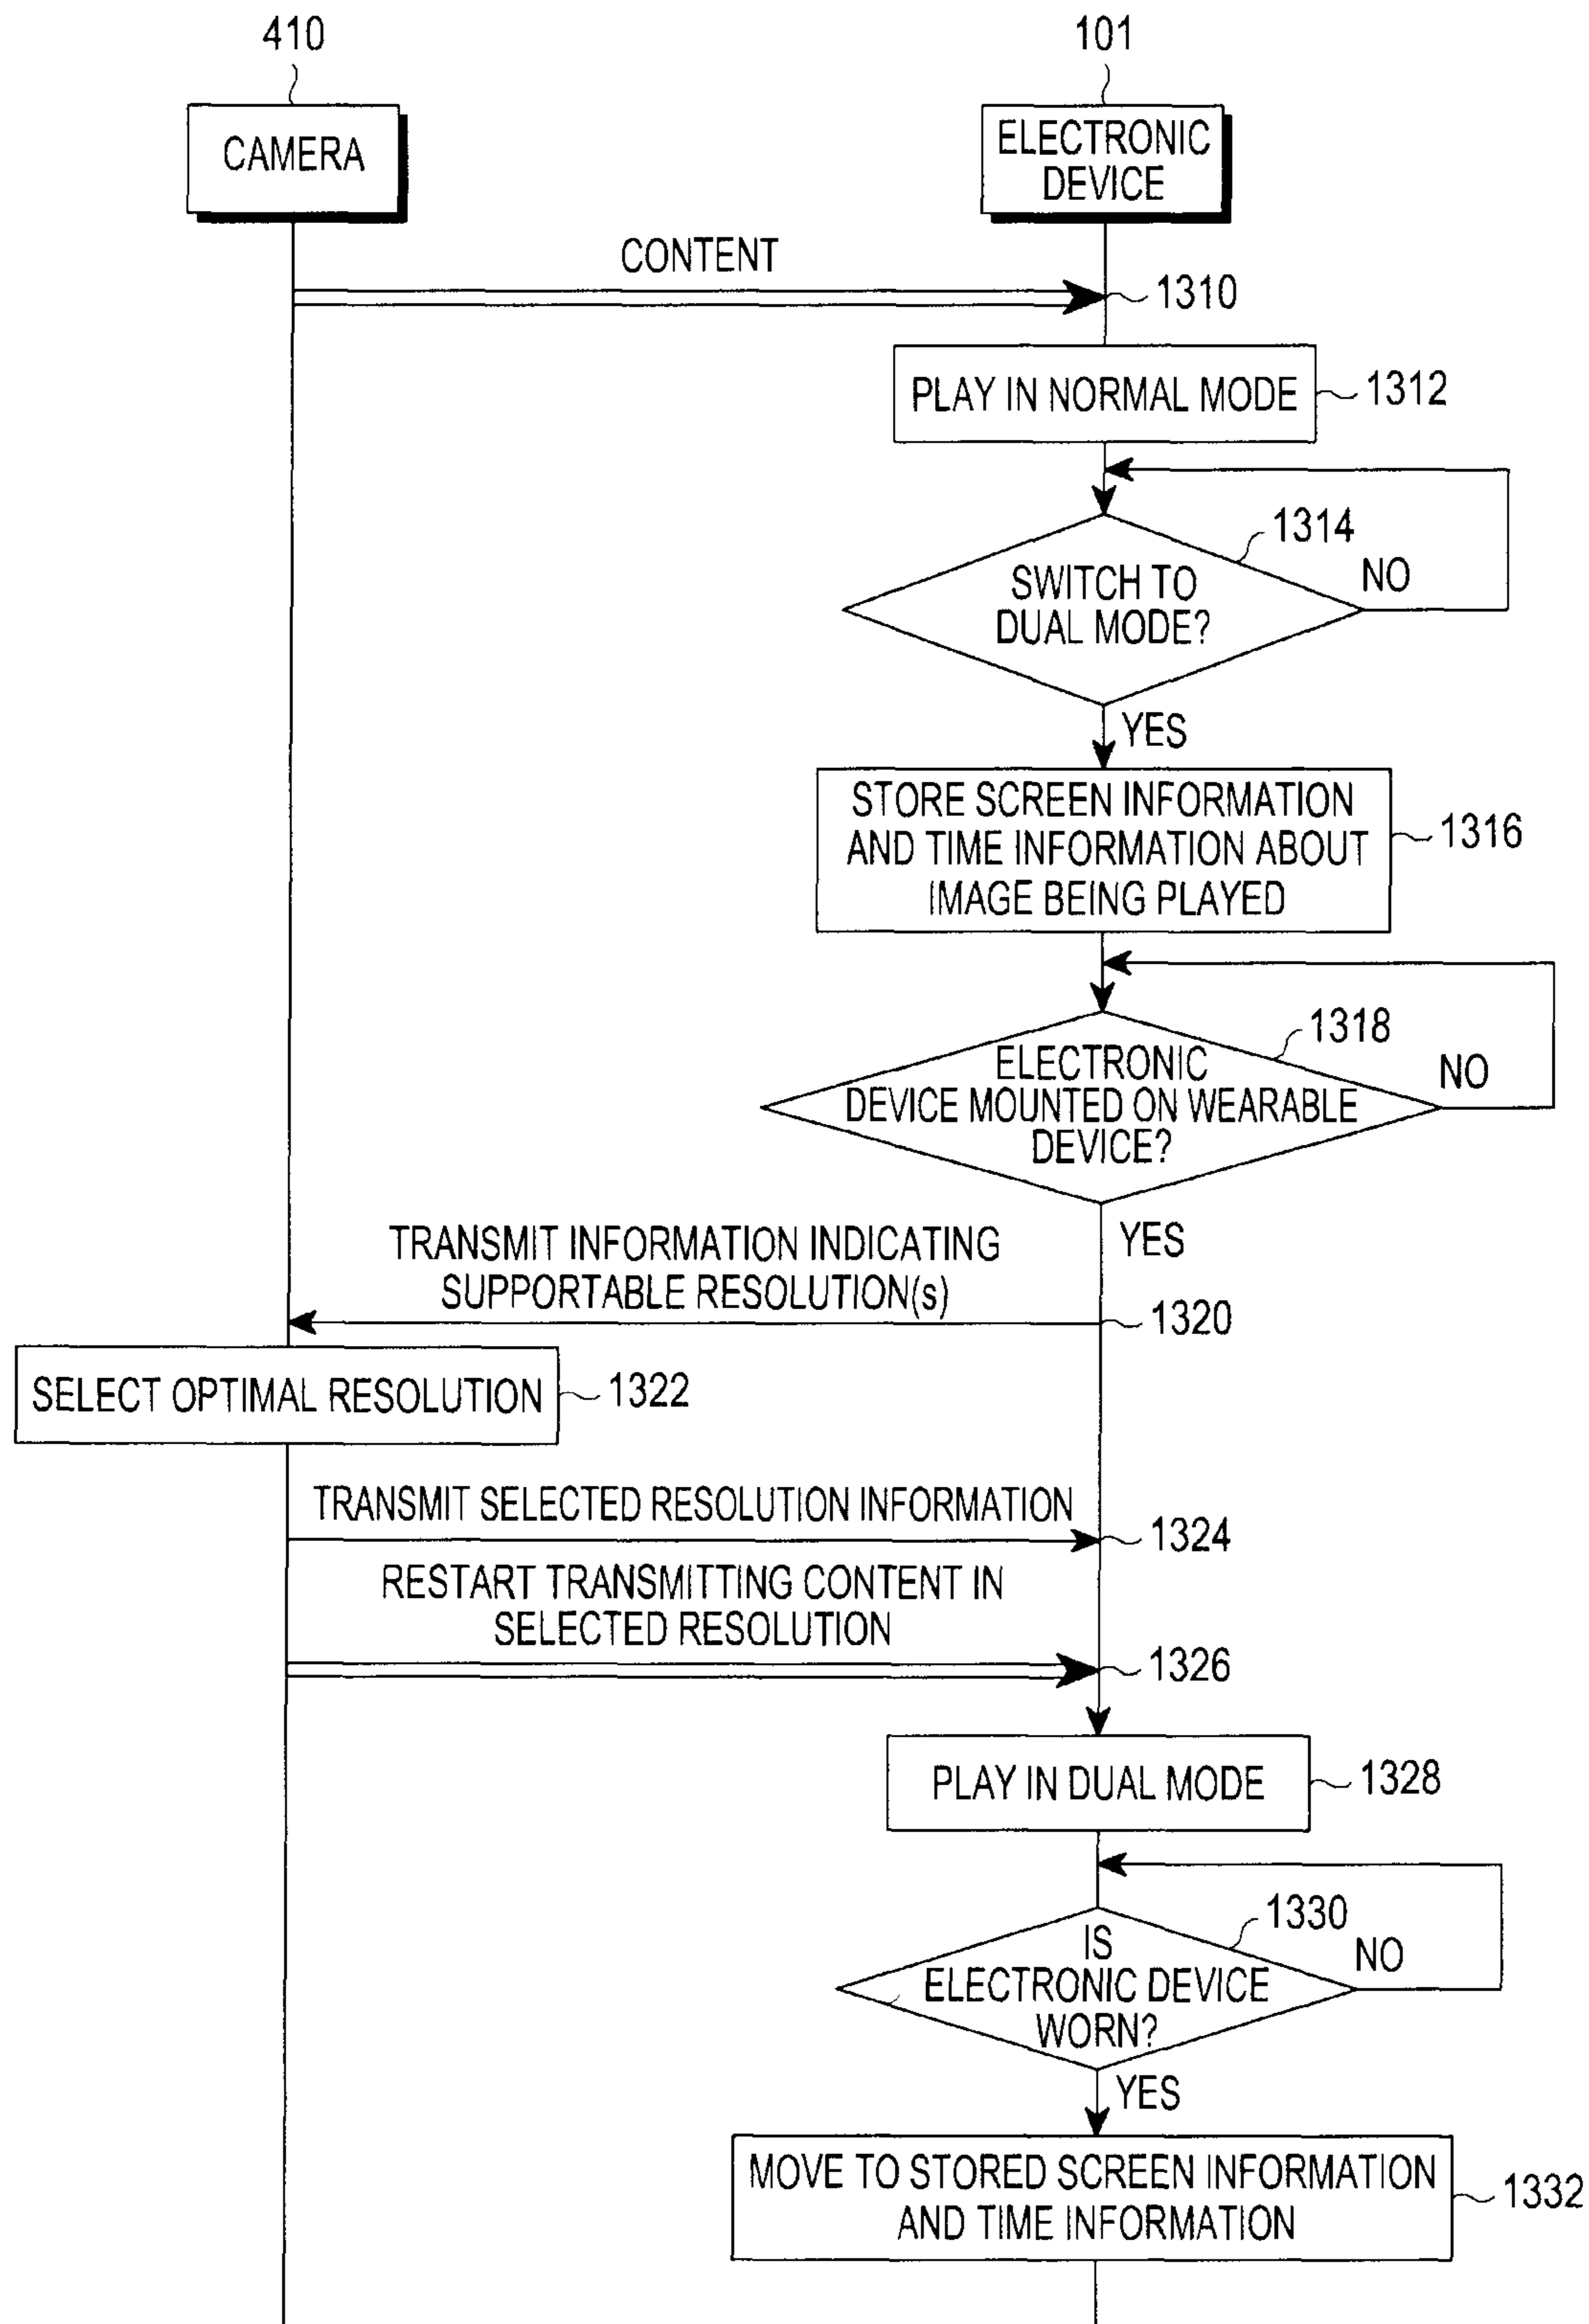 410
101
CAMERA
ELECTRONIC
DEVICE
CONTENT
1310
PLAY IN NORMAL MODE
1312
1314
SWITCH TO
DUAL MODE?
NO
YES
STORE SCREEN INFORMATION
AND TIME INFORMATION ABOUT
IMAGE BEING PLAYED
1316
1318
ELECTRONIC
DEVICE MOUNTED ON WEARABLE
DEVICE?
NO
YES
TRANSMIT INFORMATION INDICATING
SUPPORTABLE RESOLUTION(s)
1320
SELECT OPTIMAL RESOLUTION
1322
TRANSMIT SELECTED RESOLUTION INFORMATION
1324
RESTART TRANSMITTING CONTENT IN
SELECTED RESOLUTION
1326
PLAY IN DUAL MODE
1328
1330
IS
ELECTRONIC DEVICE
WORN?
NO
YES
MOVE TO STORED SCREEN INFORMATION
AND TIME INFORMATION
1332